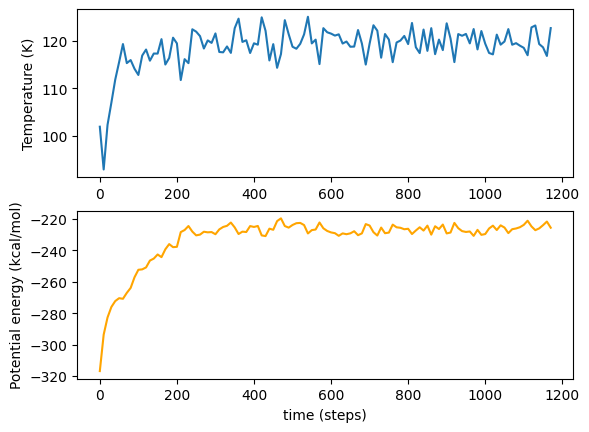 Temperature (K)
120
110
100
0 200 400 600 800 1000 1200
Potential energy (kcal/mol)
−220
−240
−260
−280
−300
−320
0 200 400 600 800 1000 1200
time (steps)